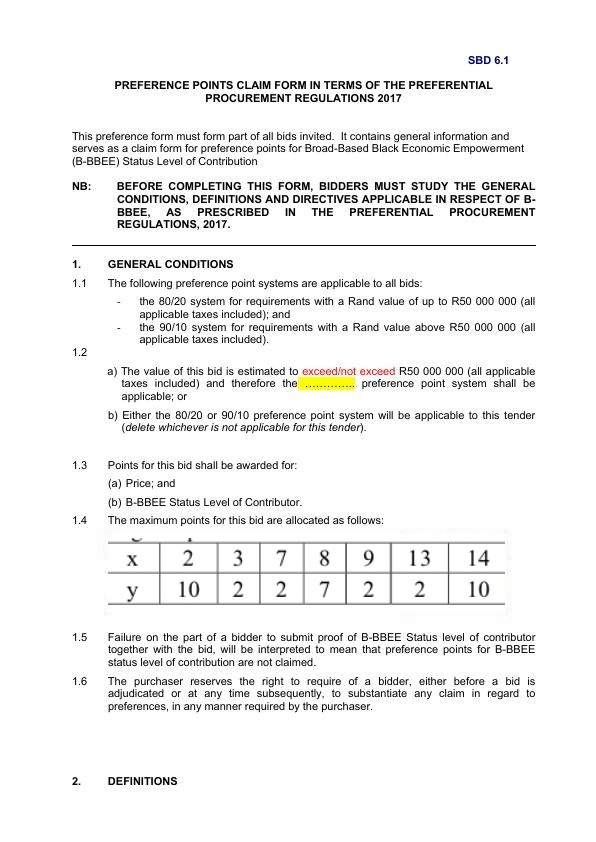 SBD 6.1
PREFERENCE POINTS CLAIM FORM IN TERMS OF THE PREFERENTIAL
PROCUREMENT REGULATIONS 2017
This preference form must form part of all bids invited. It contains general information and
serves as a claim form for preference points for Broad-Based Black Economic Empowerment
(B-BBEE) Status Level of Contribution
NB: BEFORE COMPLETING THIS FORM, BIDDERS MUST STUDY THE GENERAL
CONDITIONS, DEFINITIONS AND DIRECTIVES APPLICABLE IN RESPECT OF B-
BBEE, AS PRESCRIBED IN THE PREFERENTIAL PROCUREMENT
REGULATIONS, 2017.
1. GENERAL CONDITIONS
1.1 The following preference point systems are applicable to all bids:
- the 80/20 system for requirements with a Rand value of up to R50 000 000 (all
applicable taxes included); and
- the 90/10 system for requirements with a Rand value above R50 000 000 (all
applicable taxes included).
1.2
a) The value of this bid is estimated to exceed/not exceed R50 000 000 (all applicable
taxes included) and therefore the ………….. preference point system shall be
applicable; or
b) Either the 80/20 or 90/10 preference point system will be applicable to this tender
(delete whichever is not applicable for this tender).
1.3 Points for this bid shall be awarded for:
(a) Price; and
(b) B-BBEE Status Level of Contributor.
1.4 The maximum points for this bid are allocated as follows:
x 2 3 7 8 9 13 14
y 10 2 2 7 2 2 10
1.5 Failure on the part of a bidder to submit proof of B-BBEE Status level of contributor
together with the bid, will be interpreted to mean that preference points for B-BBEE
status level of contribution are not claimed.
1.6 The purchaser reserves the right to require of a bidder, either before a bid is
adjudicated or at any time subsequently, to substantiate any claim in regard to
preferences, in any manner required by the purchaser.
2. DEFINITIONS